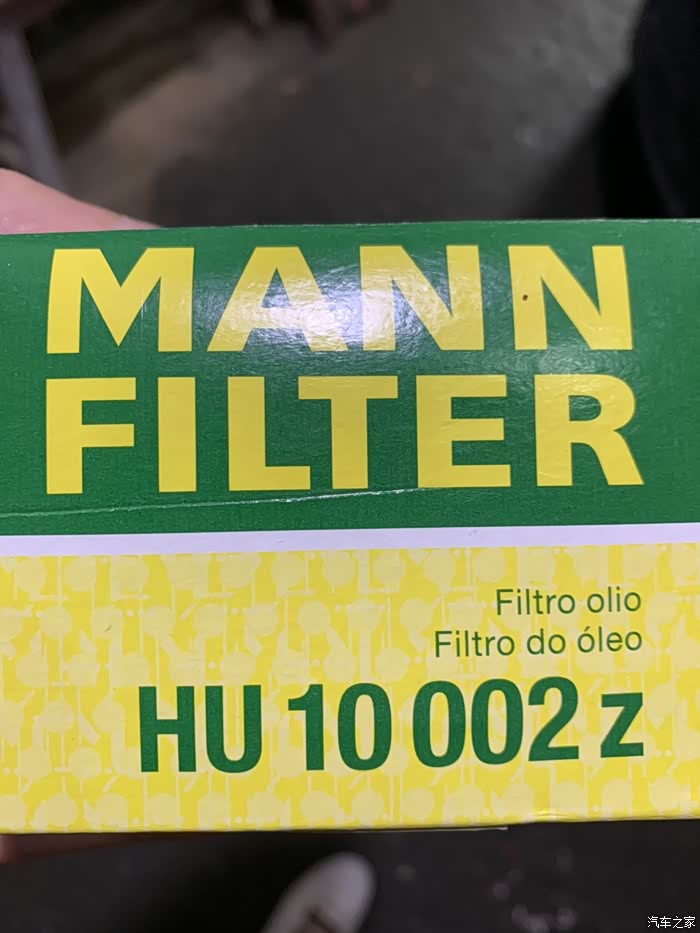 MANN
FILTER
Filtro olio
Filtro do óleo
HU 10 002 z
汽车之家